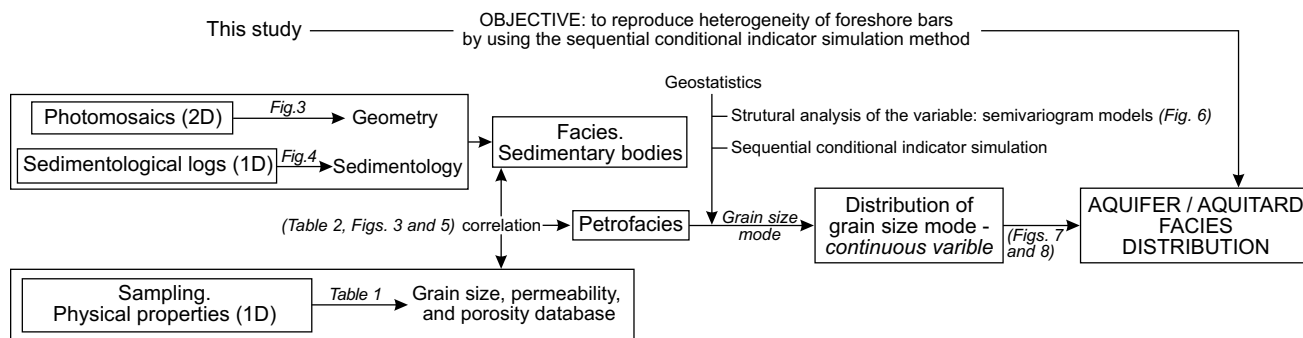 This study
OBJECTIVE: to reproduce heterogeneity of foreshore bars
by using the sequential conditional indicator simulation method
Geostatistics
Strutural analysis of the variable: semivariogram models (Fig. 6)
Sequential conditional indicator simulation
Photomosaics (2D)
Fig.3
Geometry
Sedimentological logs (1D)
Fig.4
Sedimentology
Facies.
Sedimentary bodies
(Table 2, Figs. 3 and 5) correlation
Petrofacies
Grain size
mode
Distribution of
grain size mode -
continuous varible
(Figs. 7
and 8)
AQUIFER / AQUITARD
FACIES
DISTRIBUTION
Sampling.
Physical properties (1D)
Table 1
Grain size, permeability,
and porosity database